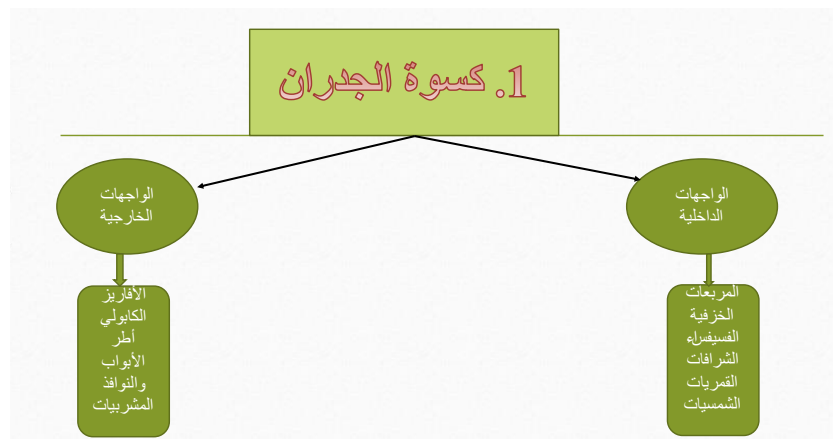 1. كسوة الجدران
الواجهات
الداخلية
المربعات
الخزفية
الفسيفساء
الشرافات
القمريات
الشمسيات
الواجهات
الخارجية
الأفاريز
الكابولي
أطر
الأبواب
والنوافذ
المشربيات